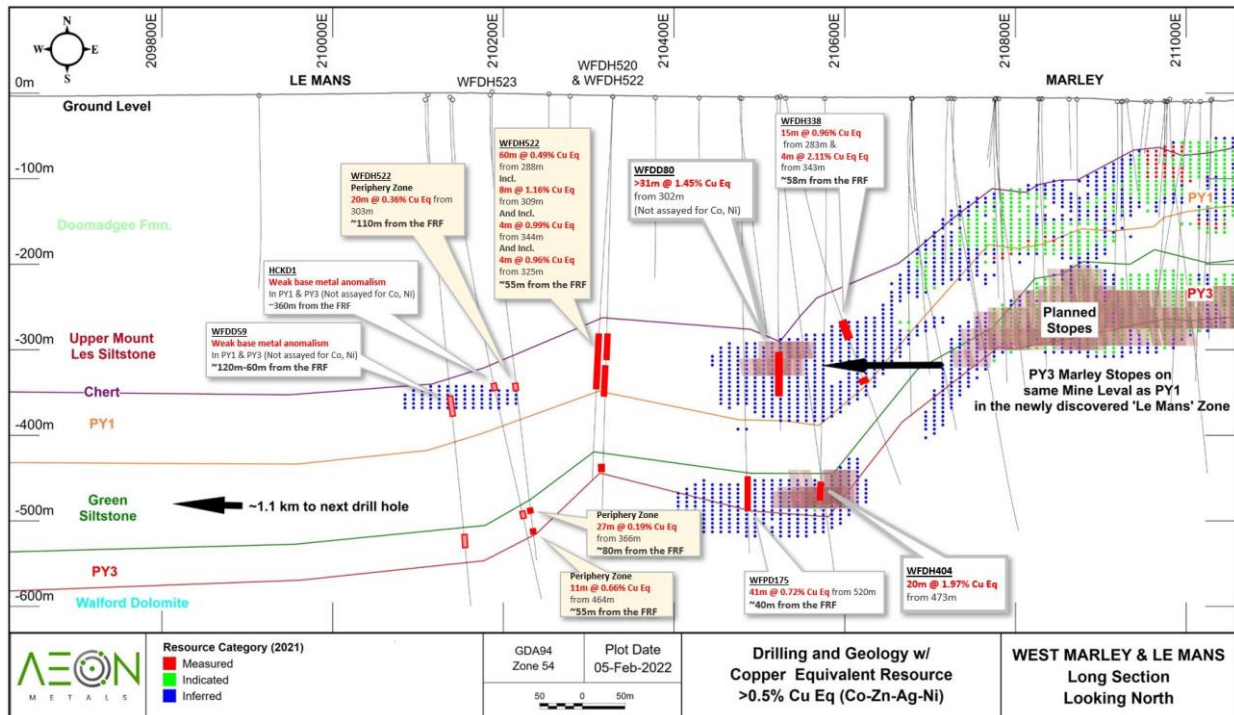 N
W E
S
209800E
210000E
210200E
210400E
210600E
210800E
211000E
0m
LE MANS
WFDH523
WFDH520
& WFDH522
MARLEY
Ground Level
-100m
-200m
-300m
-400m
-500m
-600m
Doomadgee Fmn.
Upper Mount
Les Siltstone
Chert
PY1
Green
Siltstone
PY3
Walford Dolomite
WFDH522
Periphery Zone
20m @ 0.36% Cu Eq from
303m
~110m from the FRF
WFDH522
60m @ 0.49% Cu Eq
from 288m
Incl.
8m @ 1.16% Cu Eq
from 309m
And Incl.
4m @ 0.99% Cu Eq
from 344m
And Incl.
4m @ 0.96% Cu Eq
from 325m
~55m from the FRF
WFDD80
>31m @ 1.45% Cu Eq
from 302m
(Not assayed for Co, Ni)
WFDH338
15m @ 0.96% Cu Eq
from 283m &
4m @ 2.11% Cu Eq
from 343m
~58m from the FRF
HCKD1
Weak base metal anomalism
In PY1 & PY3 (Not assayed for Co, Ni)
~360m from the FRF
WFDD59
Weak base metal anomalism
In PY1 & PY3 (Not assayed for Co, Ni)
~120m-60m from the FRF
PY1
PY3
Planned
Stopes
PY3 Marley Stopes on
same Mine Leval as PY1
in the newly discovered 'Le Mans' Zone
~1.1 km to next drill hole
Periphery Zone
27m @ 0.19% Cu Eq
from 366m
~80m from the FRF
Periphery Zone
11m @ 0.66% Cu Eq
from 464m
~55m from the FRF
WFPD175
41m @ 0.72% Cu Eq from 520m
~40m from the FRF
WFDH404
20m @ 1.97% Cu Eq
from 473m
AEON
METALS
Resource Category (2021)
Measured
Indicated
Inferred
GDA94
Zone 54
Plot Date
05-Feb-2022
50 0 50m
Drilling and Geology w/
Copper Equivalent Resource
>0.5% Cu Eq (Co-Zn-Ag-Ni)
WEST MARLEY & LE MANS
Long Section
Looking North